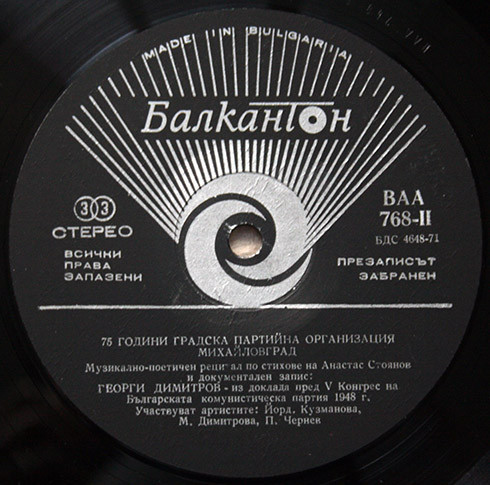 MADE IN BULGARIA
Балкантон
33
СТЕРЕО
ВСИЧКИ
ПРАВА
ЗАПАЗЕНИ
ВАА
768-II
БДС 4648-71
ПРЕЗАПИСЪТ
ЗАБРАНЕН
75 ГОДИНИ ГРАДСКА ПАРТИЙНА ОРГАНИЗАЦИЯ
МИХАЙЛОВГРАД
Музикално-поетичен рецитал по стихове на Анастас Стоянов
и документален запис:
ГЕОРГИ ДИМИТРОВ - из доклада пред V Конгрес на
Българската комунистическа партия 1948 г.
Участвуват артистите: Йорд. Кузманова,
М. Димитрова, П. Чернев